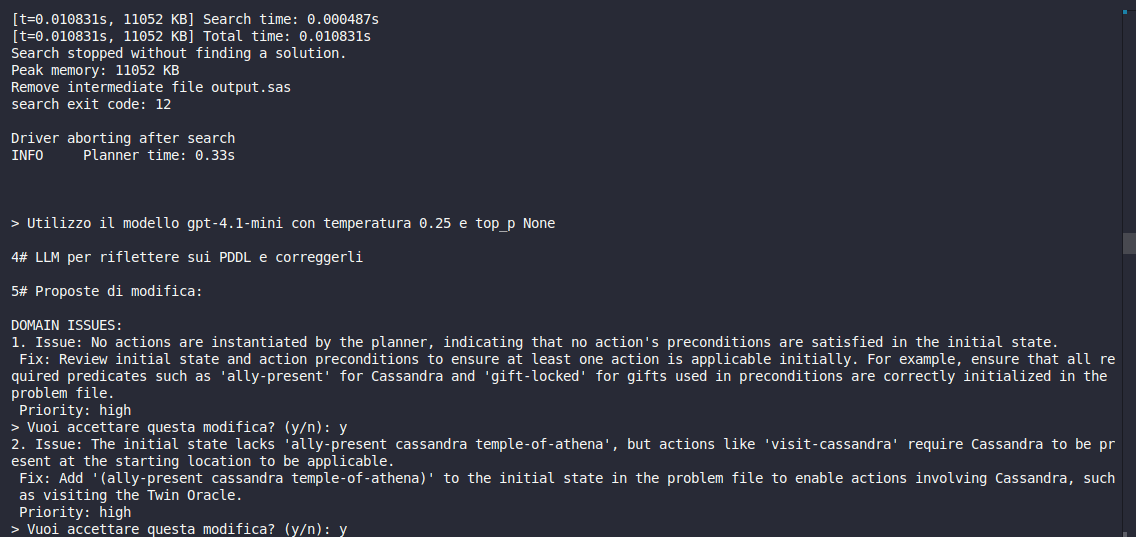 [t=0.010831s, 11052 KB] Search time: 0.000487s
[t=0.010831s, 11052 KB] Total time: 0.010831s
Search stopped without finding a solution.
Peak memory: 11052 KB
Remove intermediate file output.sas
search exit code: 12
Driver aborting after search
INFO     Planner time: 0.33s
> Utilizzo il modello gpt-4.1-mini con temperatura 0.25 e top_p None
4# LLM per riflettere sui PDDL e correggerli
5# Proposte di modifica:
DOMAIN ISSUES:
1. Issue: No actions are instantiated by the planner, indicating that no action's preconditions are satisfied in the initial state.
 Fix: Review initial state and action preconditions to ensure at least one action is applicable initially. For example, ensure that all re
quired predicates such as 'ally-present' for Cassandra and 'gift-locked' for gifts used in preconditions are correctly initialized in the
problem file.
 Priority: high
> Vuoi accettare questa modifica? (y/n): y
2. Issue: The initial state lacks 'ally-present cassandra temple-of-athena', but actions like 'visit-cassandra' require Cassandra to be pr
esent at the starting location to be applicable.
 Fix: Add '(ally-present cassandra temple-of-athena)' to the initial state in the problem file to enable actions involving Cassandra, such
 as visiting the Twin Oracle.
 Priority: high
> Vuoi accettare questa modifica? (y/n): y